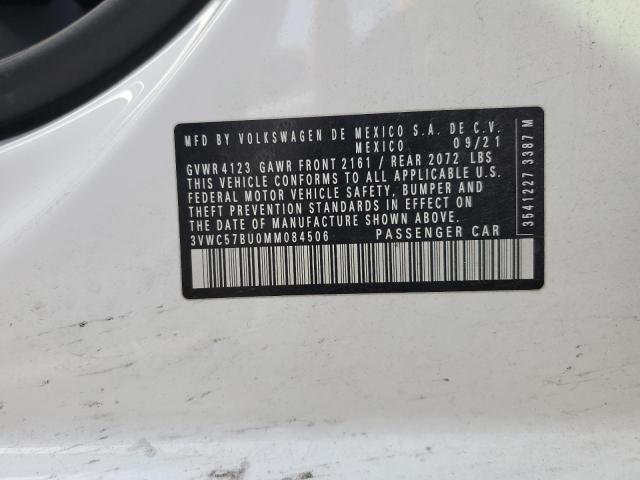 MFD BY VOLKSWAGEN DE MEXICO S.A. DE C.V.
MEXICO 09/21
GVWR 4123 GAWR FRONT 2161 / REAR 2072 LBS
THIS VEHICLE CONFORMS TO ALL APPLICABLE U.S.
FEDERAL MOTOR VEHICLE SAFETY, BUMPER AND
THEFT PREVENTION STANDARDS IN EFFECT ON
THE DATE OF MANUFACTURE SHOWN ABOVE.
3VWC57BU0MM084506 PASSENGER CAR
3541227 3387 M